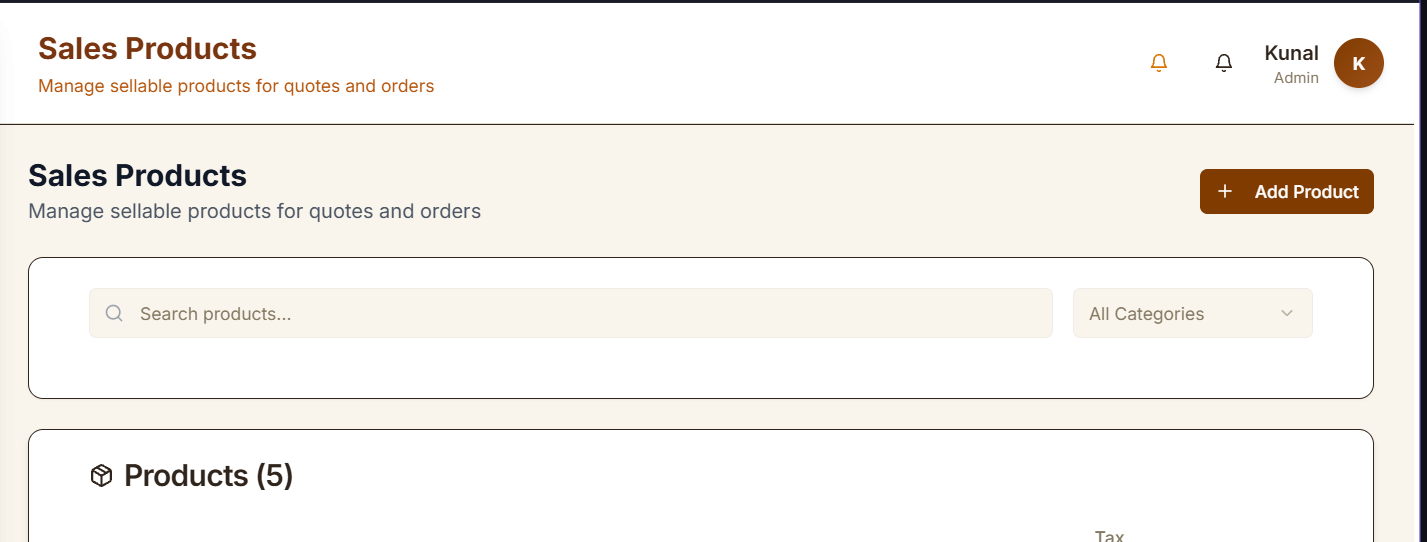 Sales Products
Manage sellable products for quotes and orders
Kunal
Admin
K
Sales Products
Manage sellable products for quotes and orders
Add Product
Search products...
All Categories
Products (5)
Tax